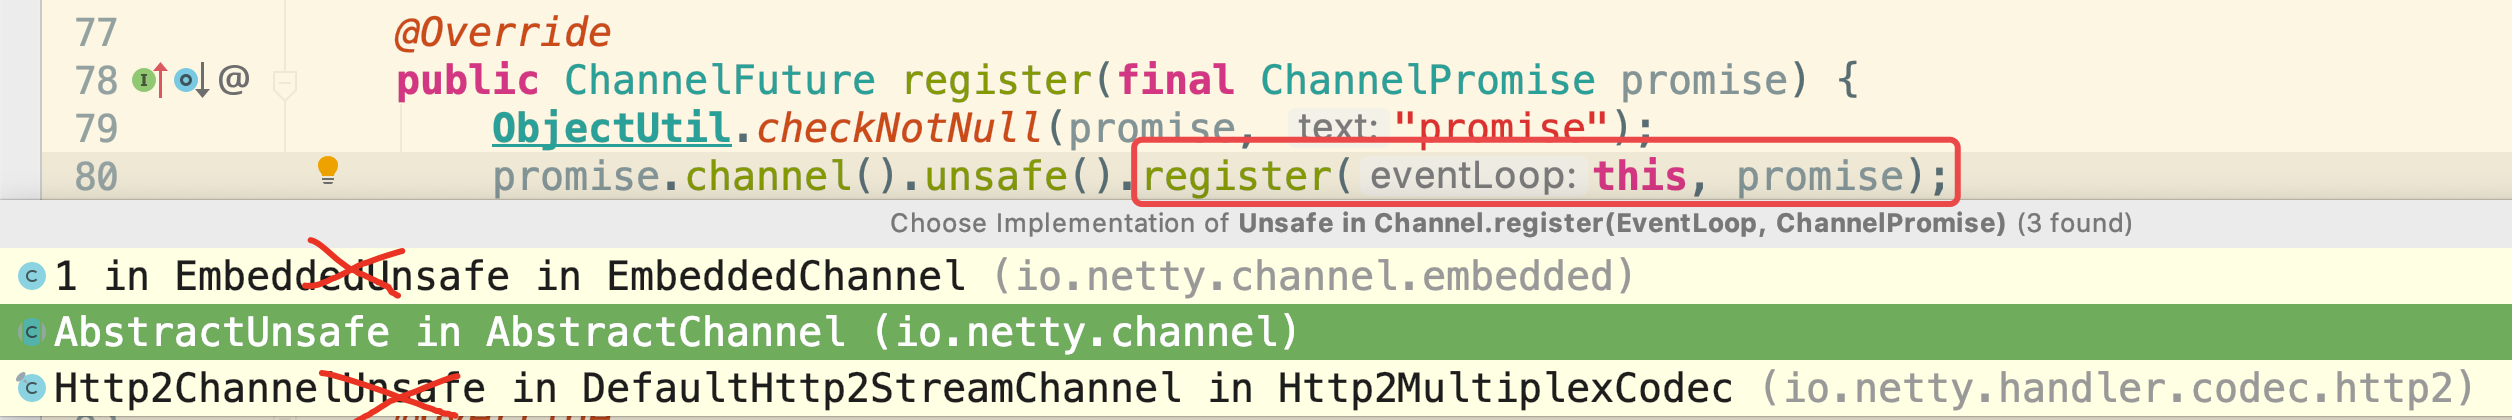 77 @Override
78 @ public ChannelFuture register(final ChannelPromise promise) {
79 ObjectUtil.checkNotNull(promise, text: "promise");
80 promise.channel().unsafe().register( eventLoop: this, promise);
Choose Implementation of Unsafe in Channel.register(EventLoop, ChannelPromise) (3 found)
1 in EmbeddedUnsafe in EmbeddedChannel (io.netty.channel.embedded)
AbstractUnsafe in AbstractChannel (io.netty.channel)
Http2ChannelUnsafe in DefaultHttp2StreamChannel in Http2MultiplexCodec (io.netty.handler.codec.http2)